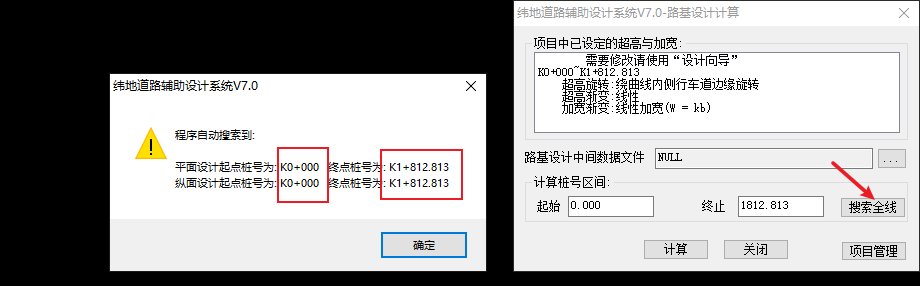 纬地道路辅助设计系统V7.0
程序自动搜索到:
平面设计起点桩号为: K0+000 终点桩号为: K1+812.813
纵面设计起点桩号为: K0+000 终点桩号为: K1+812.813
确定
纬地道路辅助设计系统V7.0-路基设计计算
项目中已设定的超高与加宽:
需要修改请使用“设计向导”
K0+000~K1+812.813
超高旋转:绕曲线内侧行车道边缘旋转
超高渐变:线性
加宽渐变:线性加宽(W = kb)
路基设计中间数据文件 NULL ...
计算桩号区间:
起始 0.000 终止 1812.813 搜索全线
计算 关闭 项目管理